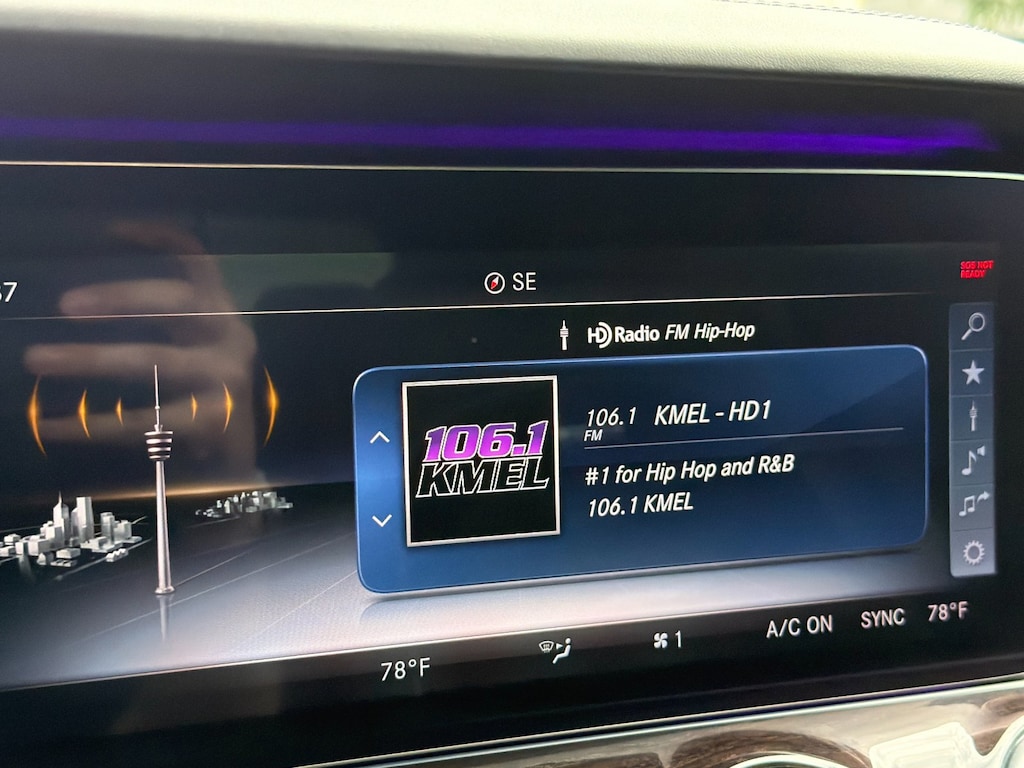 SE
SOS NOT
READY
HD Radio FM Hip-Hop
106.1
KMEL
106.1 KMEL - HD1
FM
#1 for Hip Hop and R&B
106.1 KMEL
78°F
1
A/C ON
SYNC
78°F